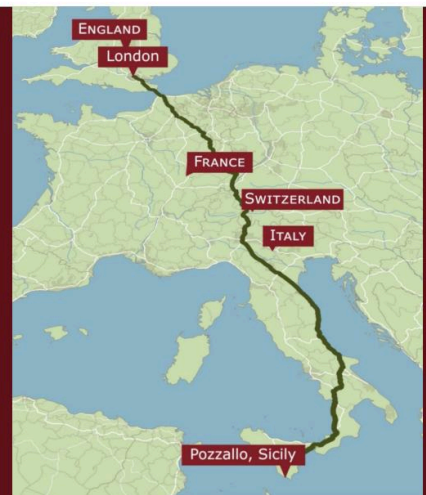 ENGLAND
London
FRANCE
SWITZERLAND
ITALY
Pozzallo, Sicily